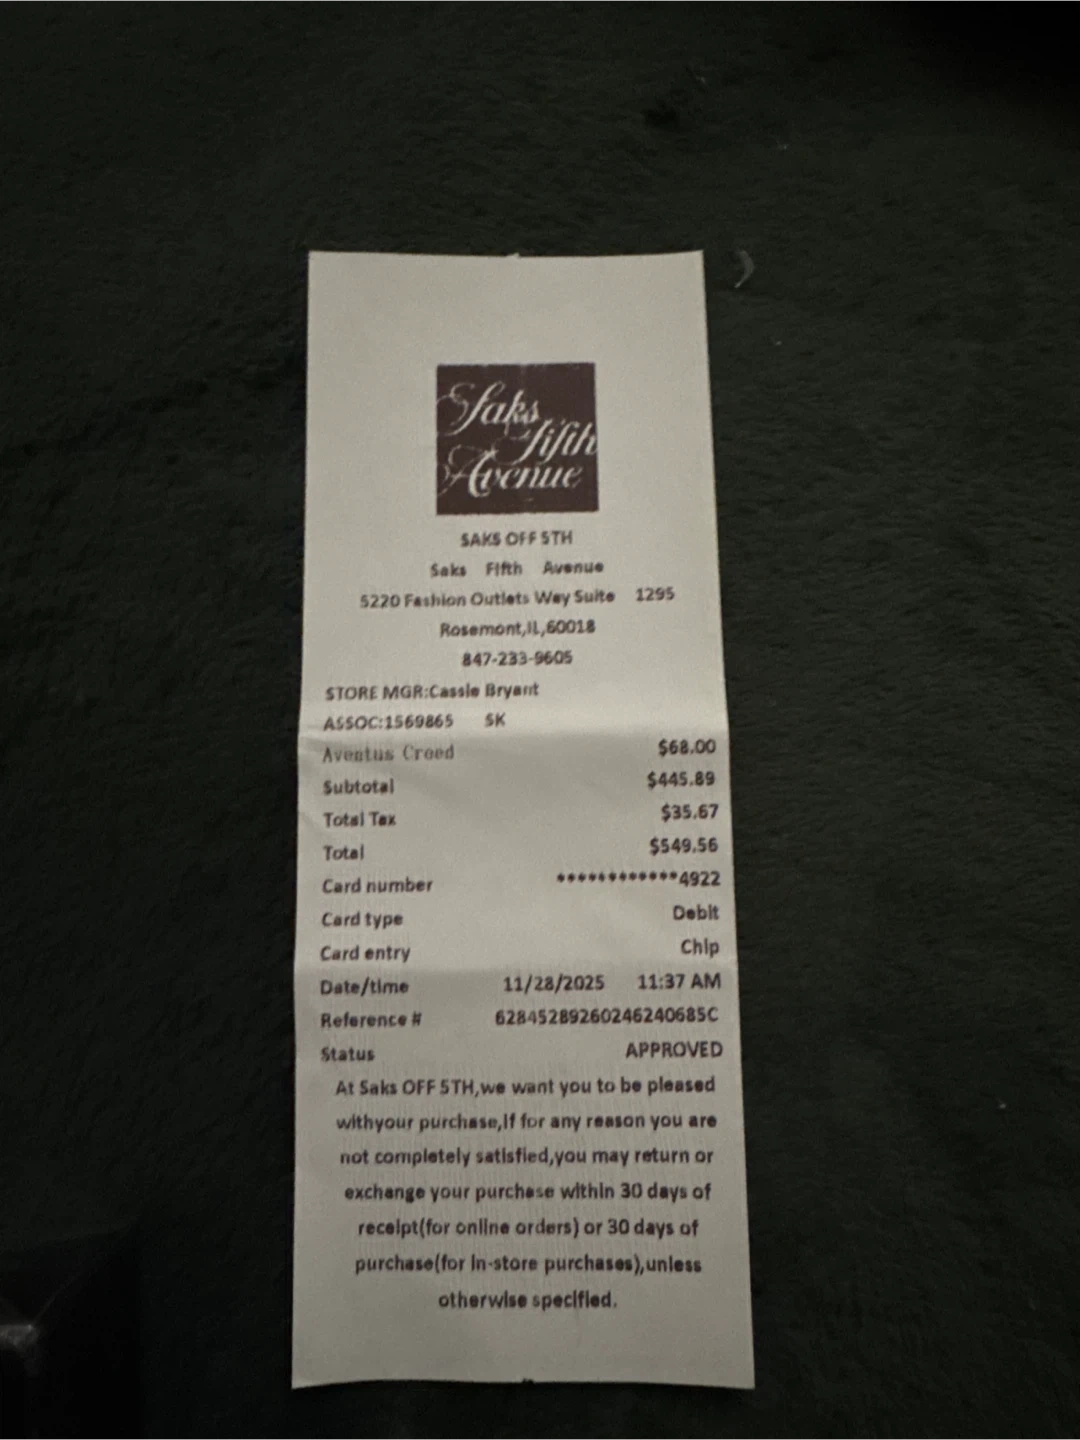 Saks
fifth
Avenue
SAKS OFF 5TH
Saks Fifth Avenue
5220 Fashion Outlets Way Suite 1295
Rosemont,IL,60018
847-233-9605
STORE MGR:Cassie Bryant
ASSOC:1569865 SK
Aventus Creed $68.00
Subtotal $445.89
Total Tax $35.67
Total $549.56
Card number ************4922
Card type Debit
Card entry Chip
Date/time 11/28/2025 11:37 AM
Reference # 62845289260246240685C
Status APPROVED
At Saks OFF 5TH,we want you to be pleased
withyour purchase,if for any reason you are
not completely satisfied,you may return or
exchange your purchase within 30 days of
receipt(for online orders) or 30 days of
purchase(for in-store purchases),unless
otherwise specified.